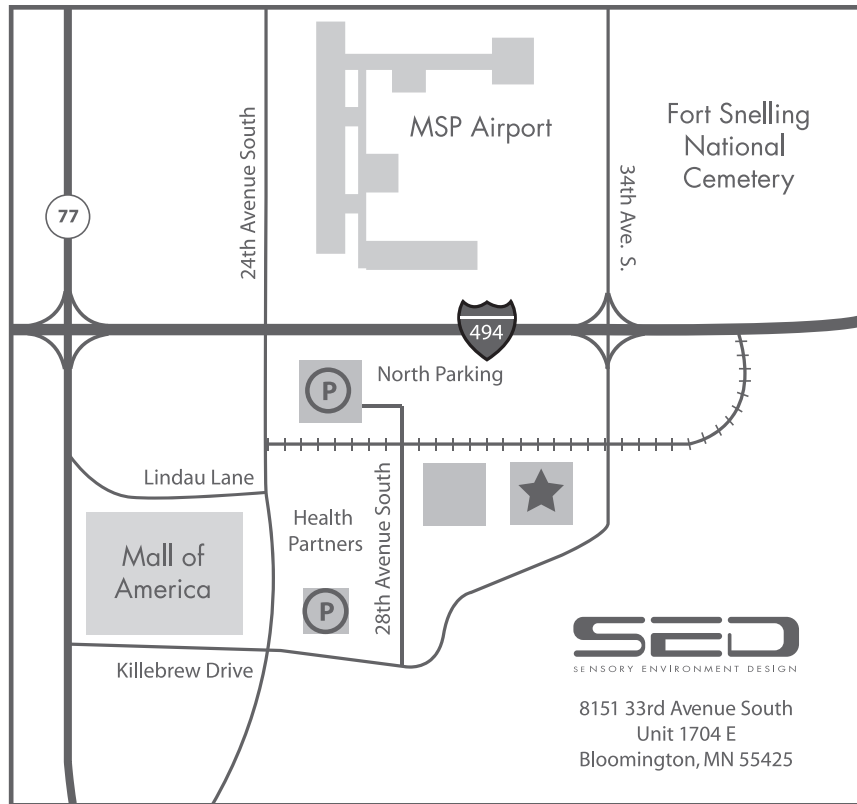 MSP Airport
Fort Snelling
National
Cemetery
24th Avenue South
34th Ave. S.
77
494
P
North Parking
Lindau Lane
Health
Partners
28th Avenue South
Mall of
America
P
Killebrew Drive
SED
SENSORY ENVIRONMENT DESIGN
8151 33rd Avenue South
Unit 1704 E
Bloomington, MN 55425